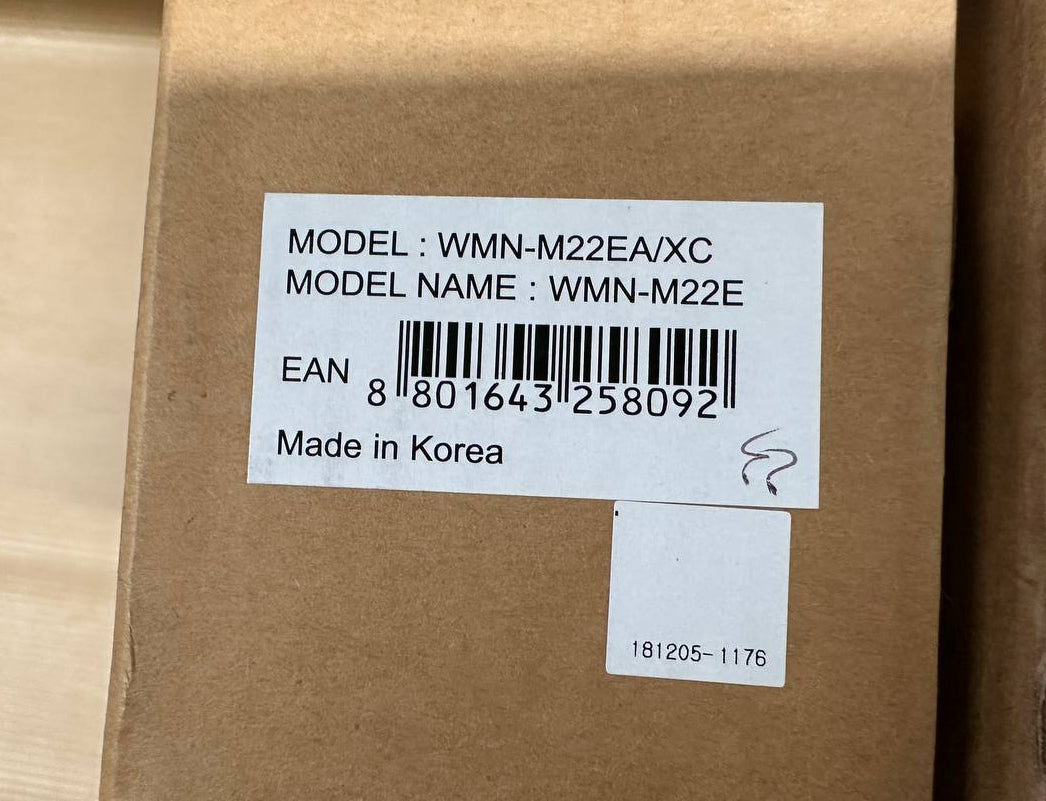 MODEL : WMN-M22EA/XC
MODEL NAME : WMN-M22E
EAN 8 801643 258092
Made in Korea
181205-1176